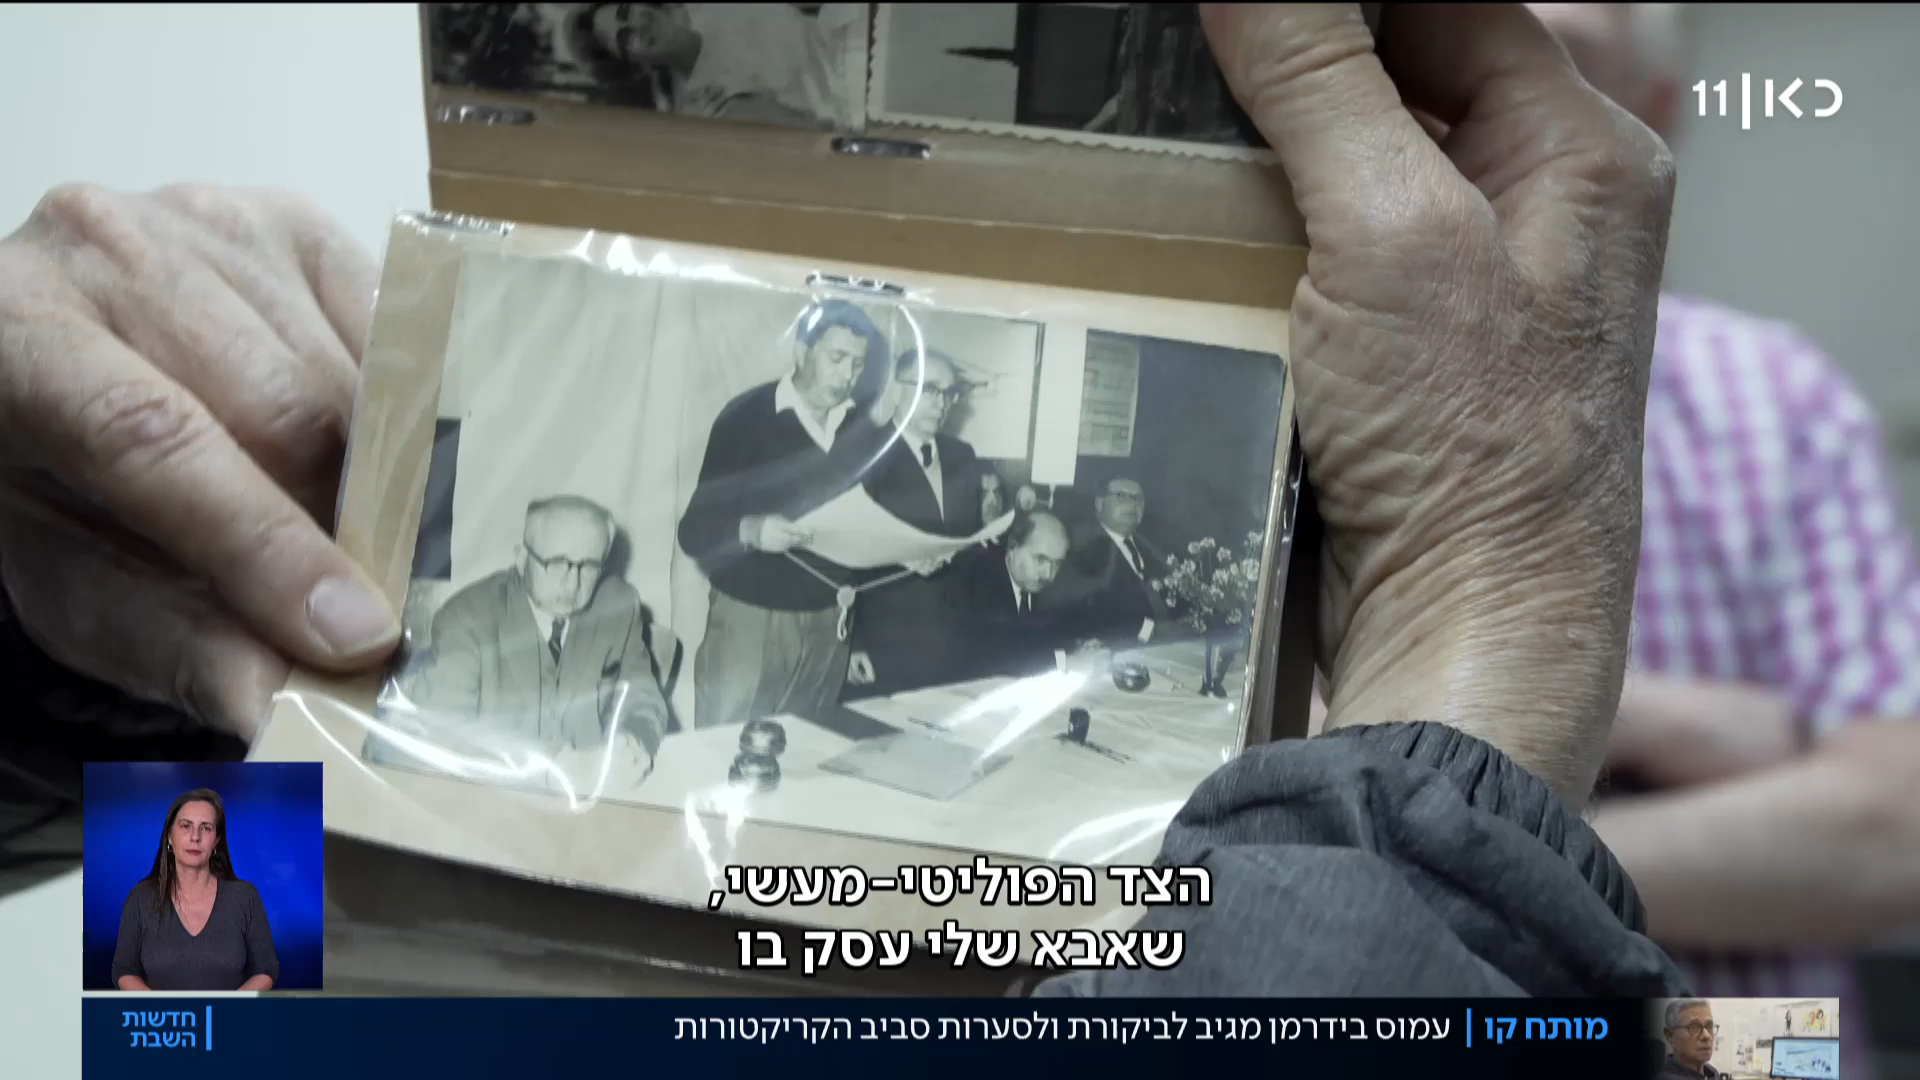 כאן 11
הצד הפוליטי-מעשי,
שאבא שלי עסק בו
מותח קו | עמוס בידרמן מגיב לביקורת ולסערות סביב הקריקטורות
חדשות
השבת